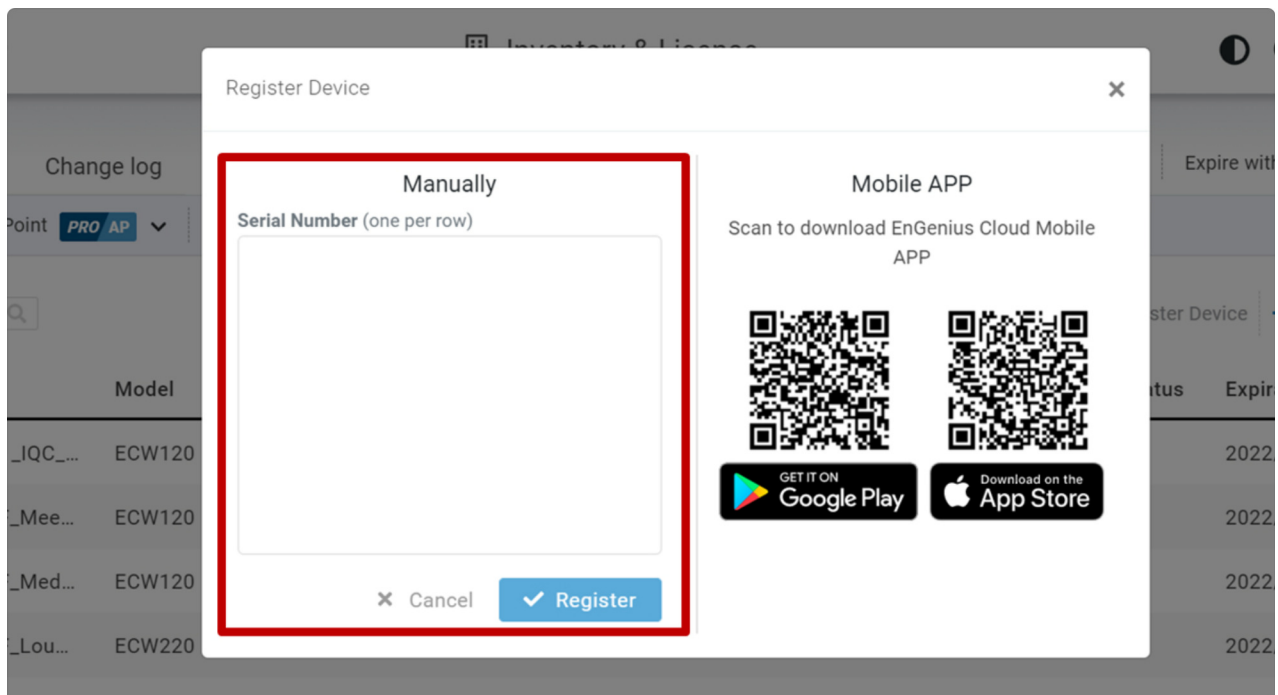 Inventory & License
Register Device
Change log
Expire with
Manually
Mobile APP
Serial Number (one per row)
Scan to download EnGenius Cloud Mobile
APP
Point PRO AP
ster Device
Model
atus
Expir
_IQC_... ECW120
2022
GET IT ON
Google Play
Download on the
App Store
_Mee... ECW120
2022
_Med... ECW120
2022
Cancel
Register
_Lou... ECW220
2022